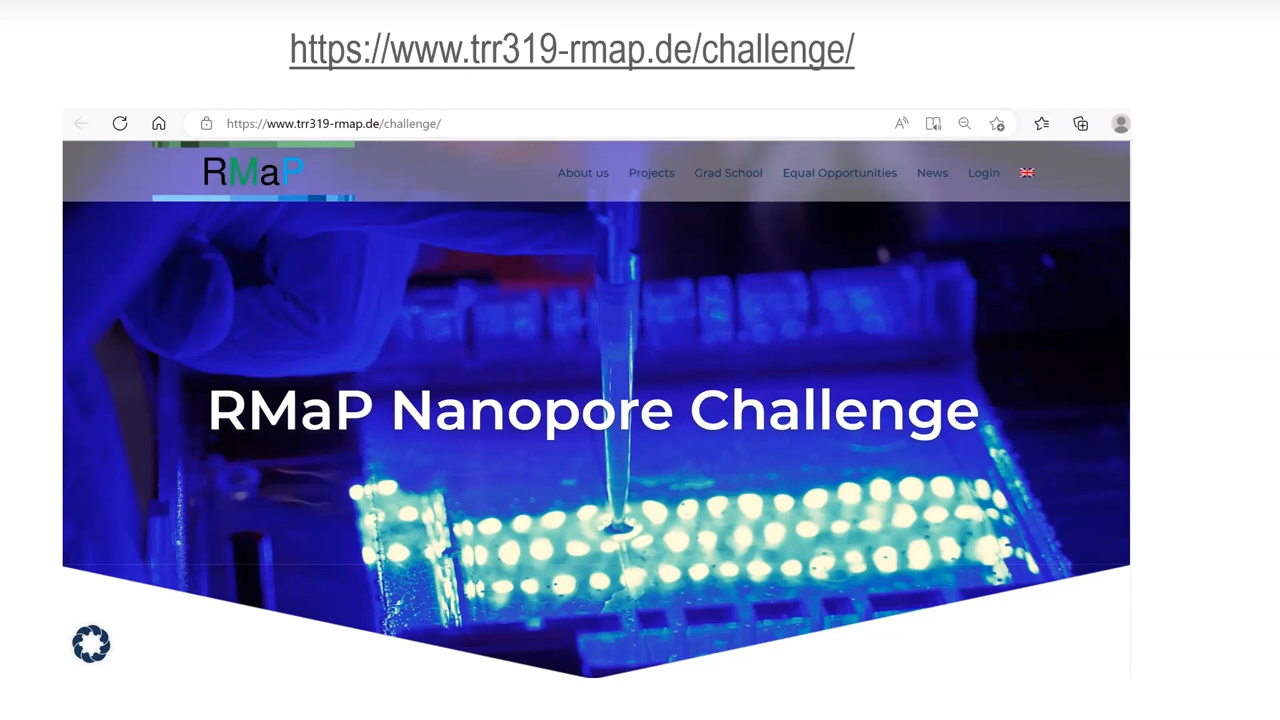 https://www.trr319-rmap.de/challenge/
https://www.trr319-rmap.de/challenge/
RMaP
About us Projects Grad School Equal Opportunities News Login
RMaP Nanopore Challenge